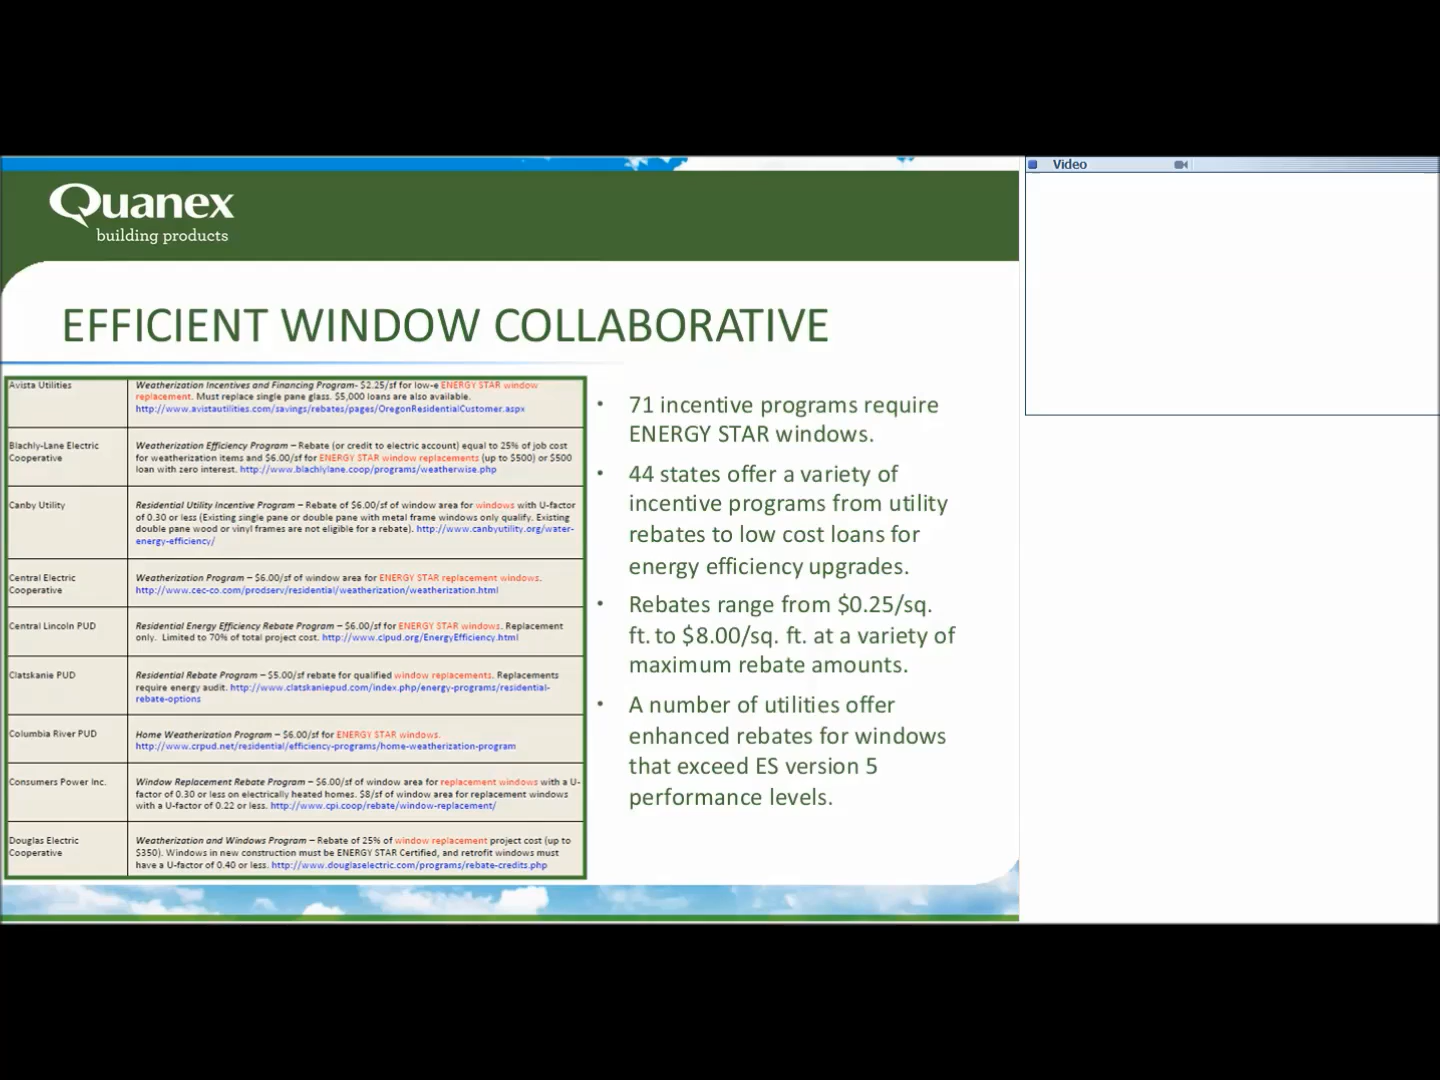 Video
Quanex
building products
EFFICIENT WINDOW COLLABORATIVE
Avista Utilities
Weatherization Incentives and Financing Program- $2.25/sf for low-e ENERGY STAR window
replacement. Must replace single pane glass. $5,000 loans are also available.
http://www.avistautilities.com/savings/rebates/pages/OregonResidentialCustomer.aspx
Blachly-Lane Electric
Cooperative
Weatherization Efficiency Program – Rebate (or credit to electric account) equal to 25% of job cost
for weatherization items and $6.00/sf for ENERGY STAR window replacements (up to $500) or $500
loan with zero interest. http://www.blachlylane.coop/programs/weatherwise.php
Canby Utility
Residential Utility Incentive Program – Rebate of $6.00/sf of window area for windows with U-factor
of 0.30 or less (Existing single pane or double pane with metal frame windows only qualify. Existing
double pane wood or vinyl frames are not eligible for a rebate). http://www.canbyutility.org/water-
energy-efficiency/
Central Electric
Cooperative
Weatherization Program – $6.00/sf of window area for ENERGY STAR replacement windows.
http://www.cec-co.com/prodserv/residential/weatherization/weatherization.html
Central Lincoln PUD
Residential Energy Efficiency Rebate Program – $6.00/sf for ENERGY STAR windows. Replacement
only. Limited to 70% of total project cost. http://www.clpud.org/EnergyEfficiency.html
Clatskanie PUD
Residential Rebate Program – $5.00/sf rebate for qualified window replacements. Replacements
require energy audit. http://www.clatskaniepud.com/index.php/energy-programs/residential-
rebate-options
Columbia River PUD
Home Weatherization Program – $6.00/sf for ENERGY STAR windows.
http://www.crpud.net/residential/efficiency-programs/home-weatherization-program
Consumers Power Inc.
Window Replacement Rebate Program – $6.00/sf of window area for replacement windows with a U-
factor of 0.30 or less on electrically heated homes. $8/sf of window area for replacement windows
with a U-factor of 0.22 or less. http://www.cpi.coop/rebate/window-replacement/
Douglas Electric
Cooperative
Weatherization and Windows Program – Rebate of 25% of window replacement project cost (up to
$350). Windows in new construction must be ENERGY STAR Certified, and retrofit windows must
have a U-factor of 0.40 or less. http://www.douglaselectric.com/programs/rebate-credits.php
• 71 incentive programs require
ENERGY STAR windows.
• 44 states offer a variety of
incentive programs from utility
rebates to low cost loans for
energy efficiency upgrades.
• Rebates range from $0.25/sq.
ft. to $8.00/sq. ft. at a variety of
maximum rebate amounts.
• A number of utilities offer
enhanced rebates for windows
that exceed ES version 5
performance levels.